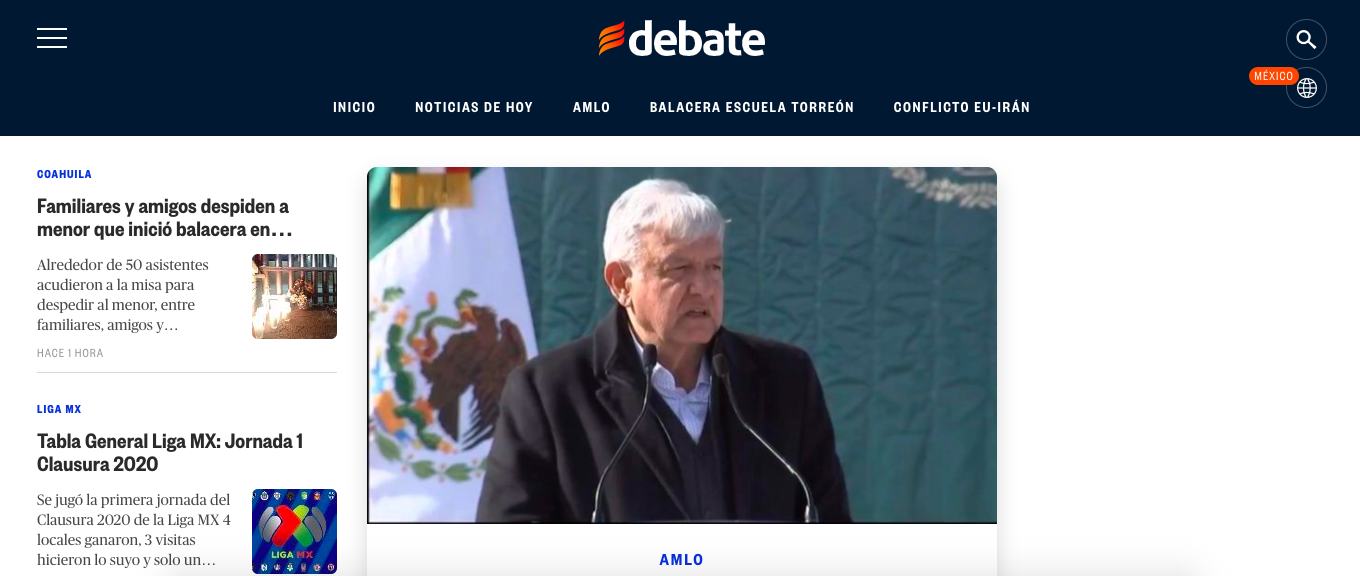 debate
MÉXICO
INICIO NOTICIAS DE HOY AMLO BALACERA ESCUELA TORREÓN CONFLICTO EU-IRÁN
COAHUILA
Familiares y amigos despiden a
menor que inició balacera en…
Alrededor de 50 asistentes
acudieron a la misa para
despedir al menor, entre
familiares, amigos y…
HACE 1 HORA
LIGA MX
Tabla General Liga MX: Jornada 1
Clausura 2020
Se jugó la primera jornada del
Clausura 2020 de la Liga MX 4
locales ganaron, 3 visitas
hicieron lo suyo y solo un…
LIGA MX
AMLO